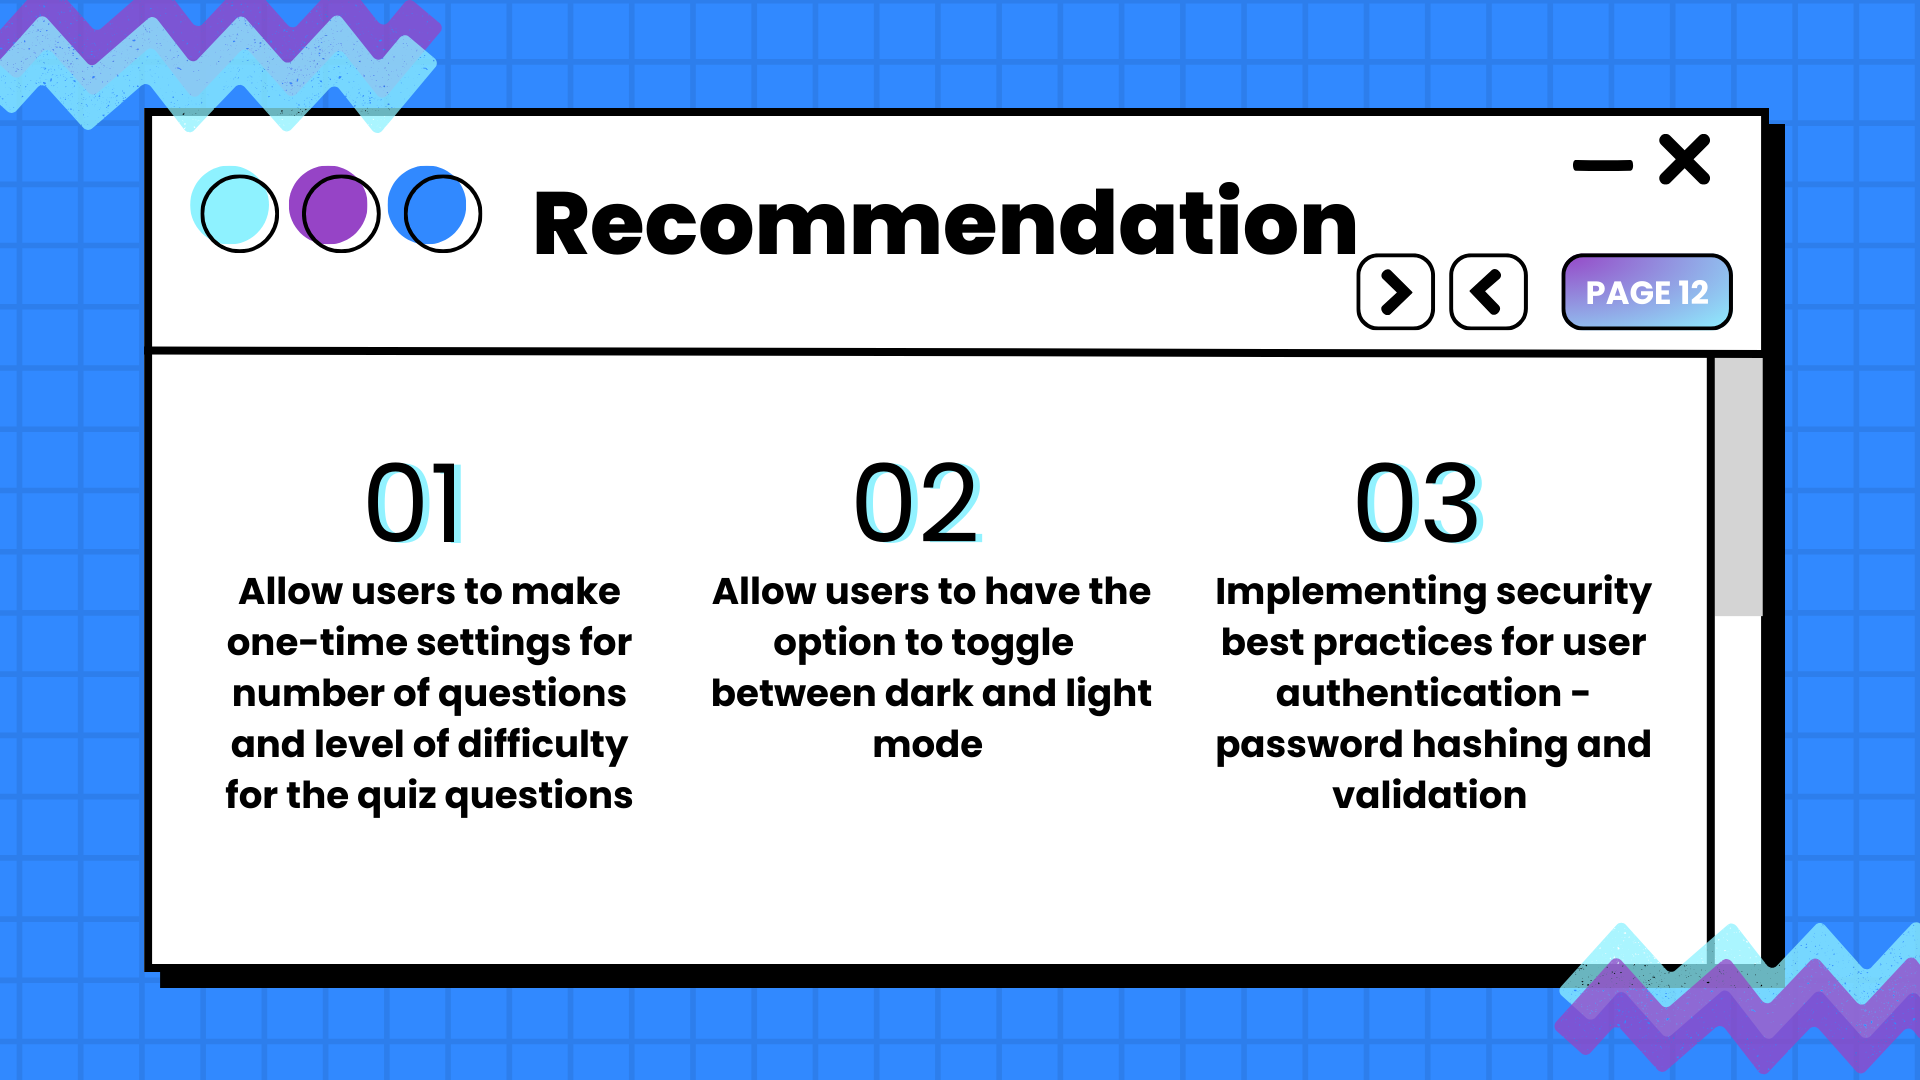 Recommendation
PAGE 12
01
Allow users to make
one-time settings for
number of questions
and level of difficulty
for the quiz questions
02
Allow users to have the
option to toggle
between dark and light
mode
03
Implementing security
best practices for user
authentication -
password hashing and
validation